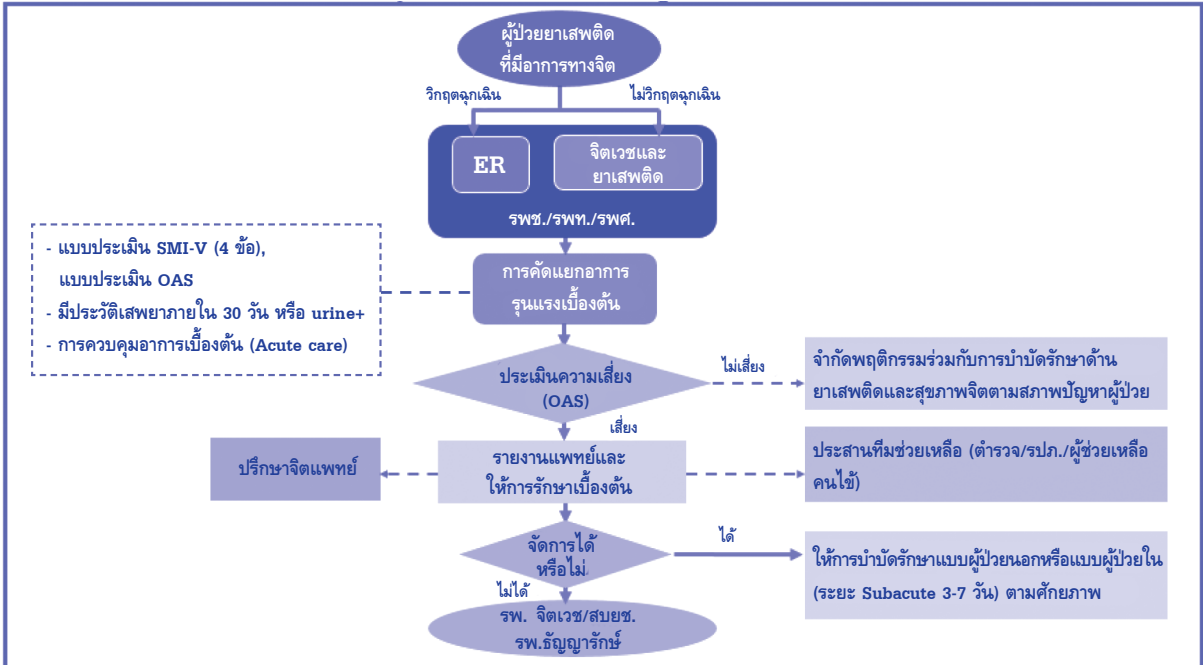 ผู้ป่วยยาเสพติด
ที่มีอาการทางจิต
วิกฤตฉุกเฉิน
ไม่วิกฤตฉุกเฉิน
ER
จิตเวชและ
ยาเสพติด
รพช./รพท./รพศ.
- แบบประเมิน SMI-V (4 ข้อ),
แบบประเมิน OAS
- มีประวัติเสพยาภายใน 30 วัน หรือ urine+
- การควบคุมอาการเบื้องต้น (Acute care)
การคัดแยกอาการ
รุนแรงเบื้องต้น
ประเมินความเสี่ยง
(OAS)
ไม่เสี่ยง
จำกัดพฤติกรรมร่วมกับการบำบัดรักษาด้าน
ยาเสพติดและสุขภาพจิตตามสภาพปัญหาผู้ป่วย
เสี่ยง
ปรึกษาจิตแพทย์
รายงานแพทย์และ
ให้การรักษาเบื้องต้น
ประสานทีมช่วยเหลือ (ตำรวจ/รปภ./ผู้ช่วยเหลือ
คนไข้)
จัดการได้
หรือไม่
ได้
ให้การบำบัดรักษาแบบผู้ป่วยนอกหรือแบบผู้ป่วยใน
(ระยะ Subacute 3-7 วัน) ตามศักยภาพ
ไม่ได้
รพ. จิตเวช/สบยช.
รพ.ธัญญารักษ์